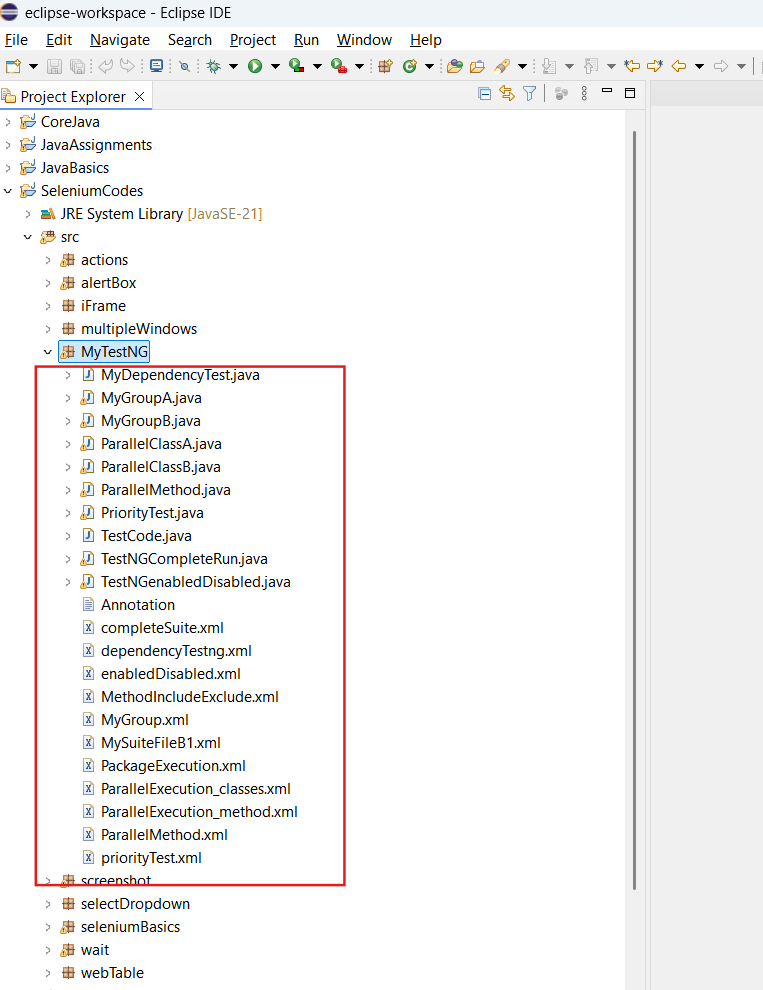 eclipse-workspace - Eclipse IDE
File Edit Navigate Search Project Run Window Help
Project Explorer
CoreJava
JavaAssignments
JavaBasics
SeleniumCodes
JRE System Library [JavaSE-21]
src
actions
alertBox
iFrame
multipleWindows
MyTestNG
MyDependencyTest.java
MyGroupA.java
MyGroupB.java
ParallelClassA.java
ParallelClassB.java
ParallelMethod.java
PriorityTest.java
TestCode.java
TestNGCompleteRun.java
TestNGenabledDisabled.java
Annotation
completeSuite.xml
dependencyTestng.xml
enabledDisabled.xml
MethodIncludeExclude.xml
MyGroup.xml
MySuiteFileB1.xml
PackageExecution.xml
ParallelExecution_classes.xml
ParallelExecution_method.xml
ParallelMethod.xml
priorityTest.xml
screenshot
selectDropdown
seleniumBasics
wait
webTable